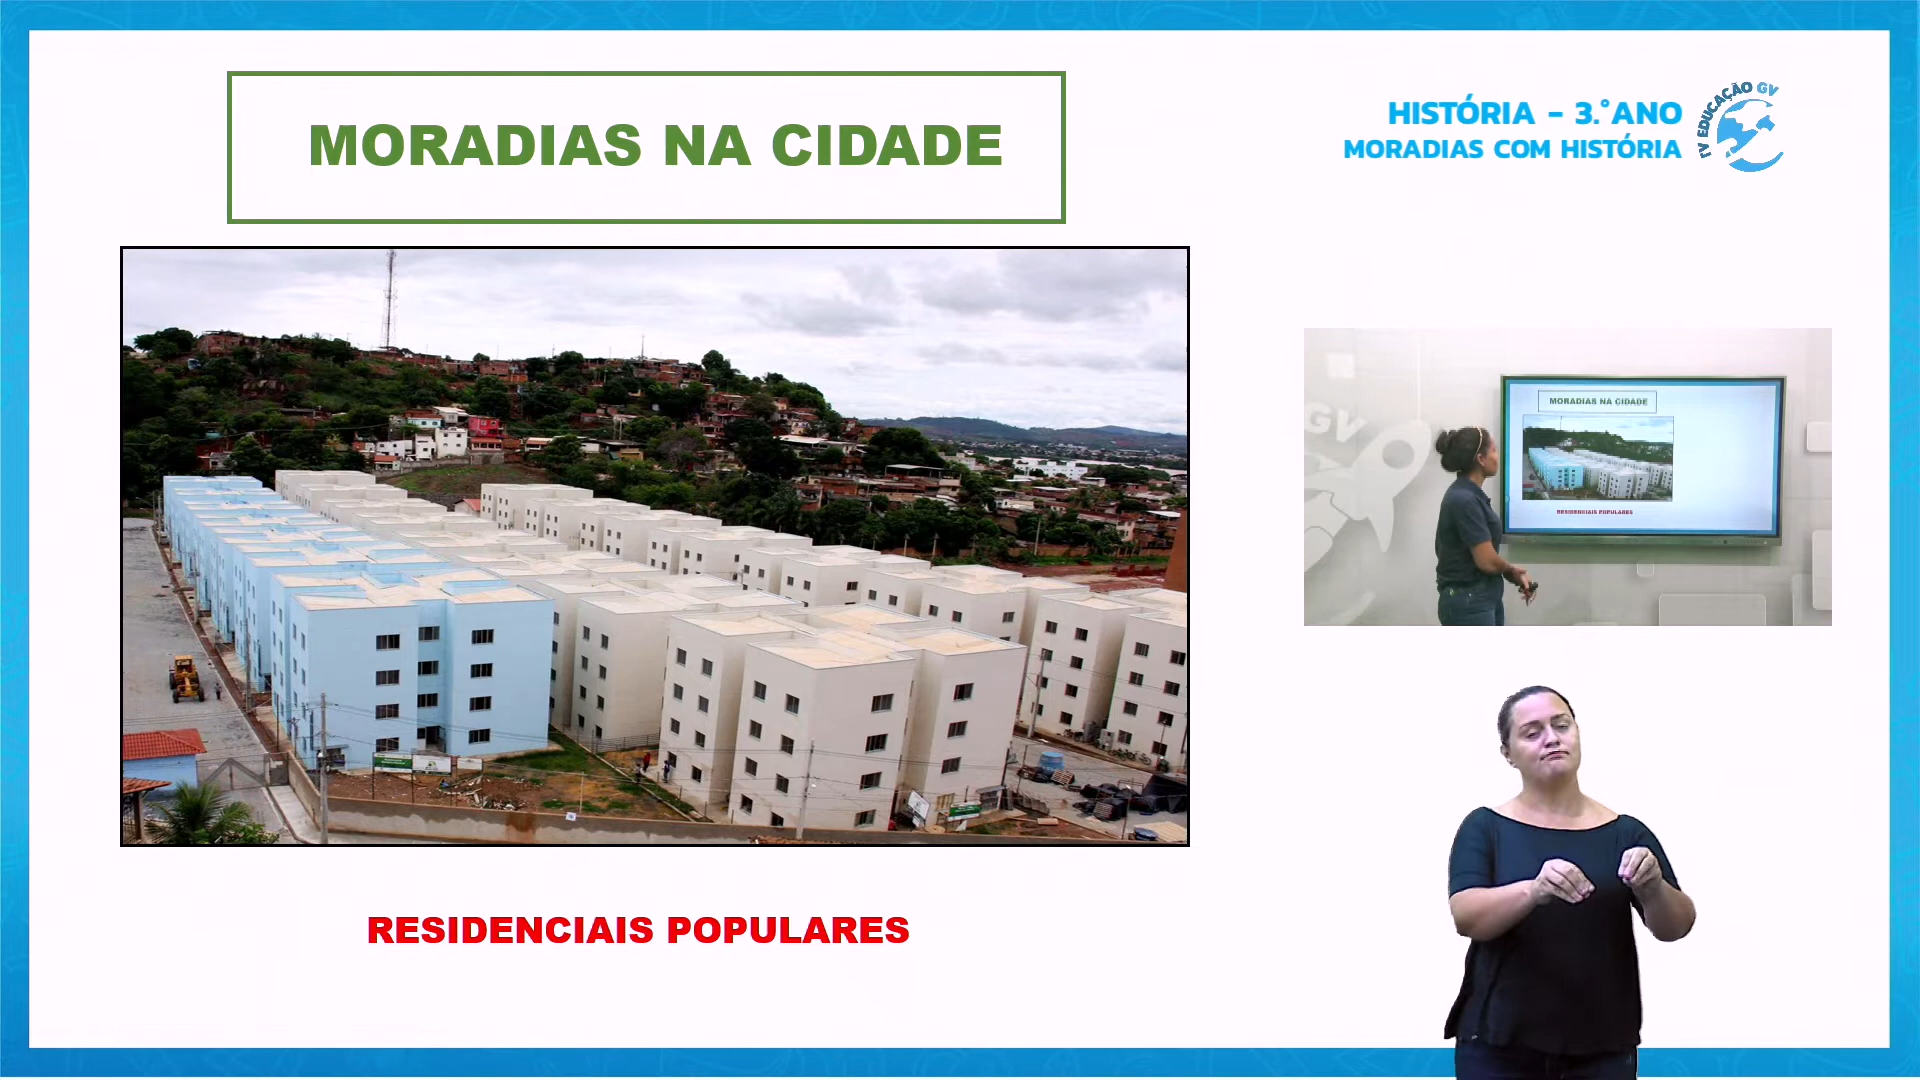 MORADIAS NA CIDADE
HISTÓRIA - 3.°ANO
MORADIAS COM HISTÓRIA
TV EDUCAÇÃO GV
GV
MORADIAS NA CIDADE
RESIDENCIAIS POPULARES
RESIDENCIAIS POPULARES